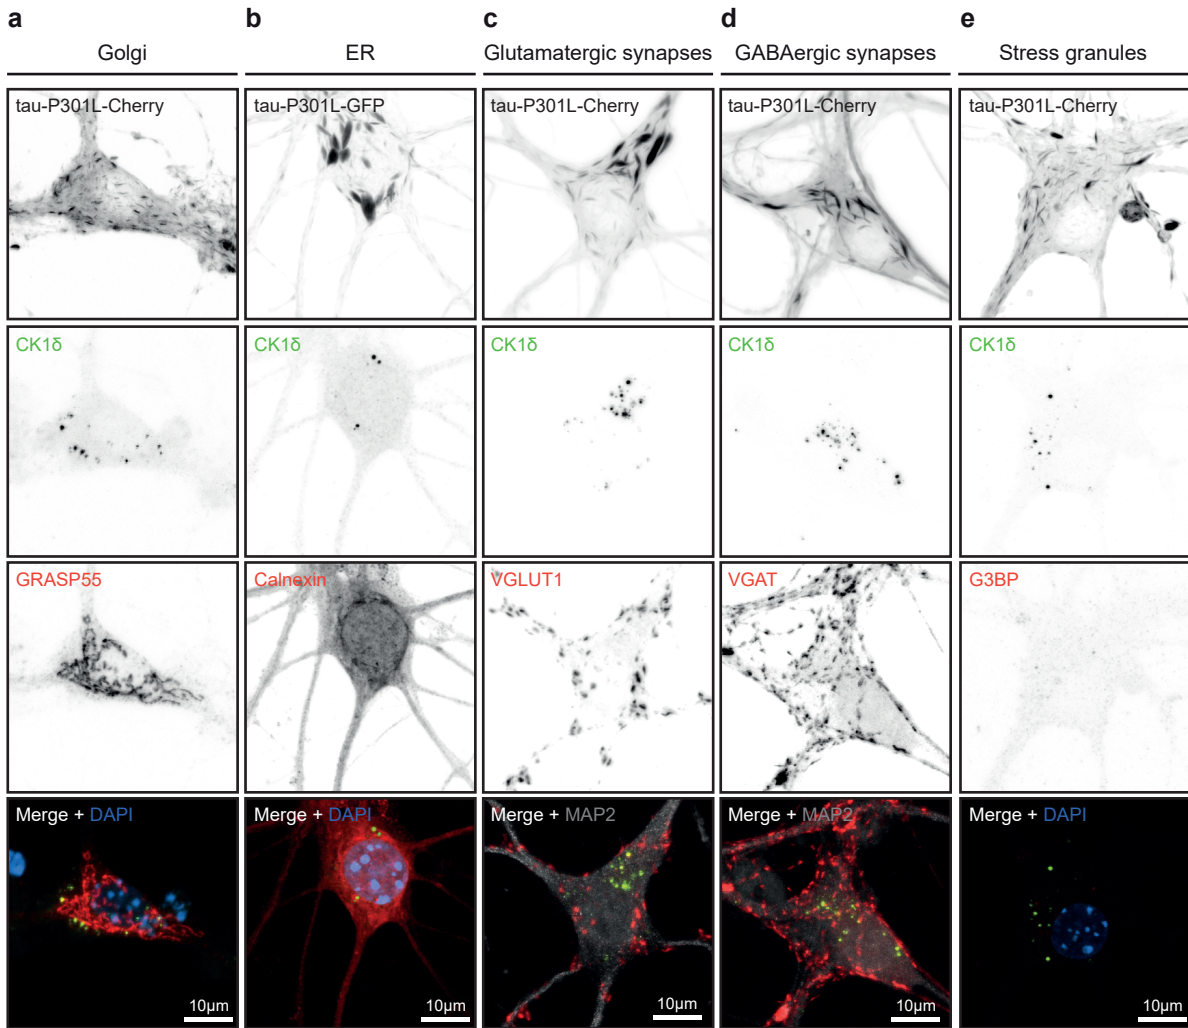 a b c d e
Golgi ER Glutamatergic synapses GABAergic synapses Stress granules
tau-P301L-Cherry tau-P301L-GFP tau-P301L-Cherry tau-P301L-Cherry tau-P301L-Cherry
CK1δ CK1δ CK1δ CK1δ CK1δ
GRASP55 Calnexin VGLUT1 VGAT G3BP
Merge + DAPI Merge + DAPI Merge + MAP2 Merge + MAP2 Merge + DAPI
10µm 10µm 10µm 10µm 10µm